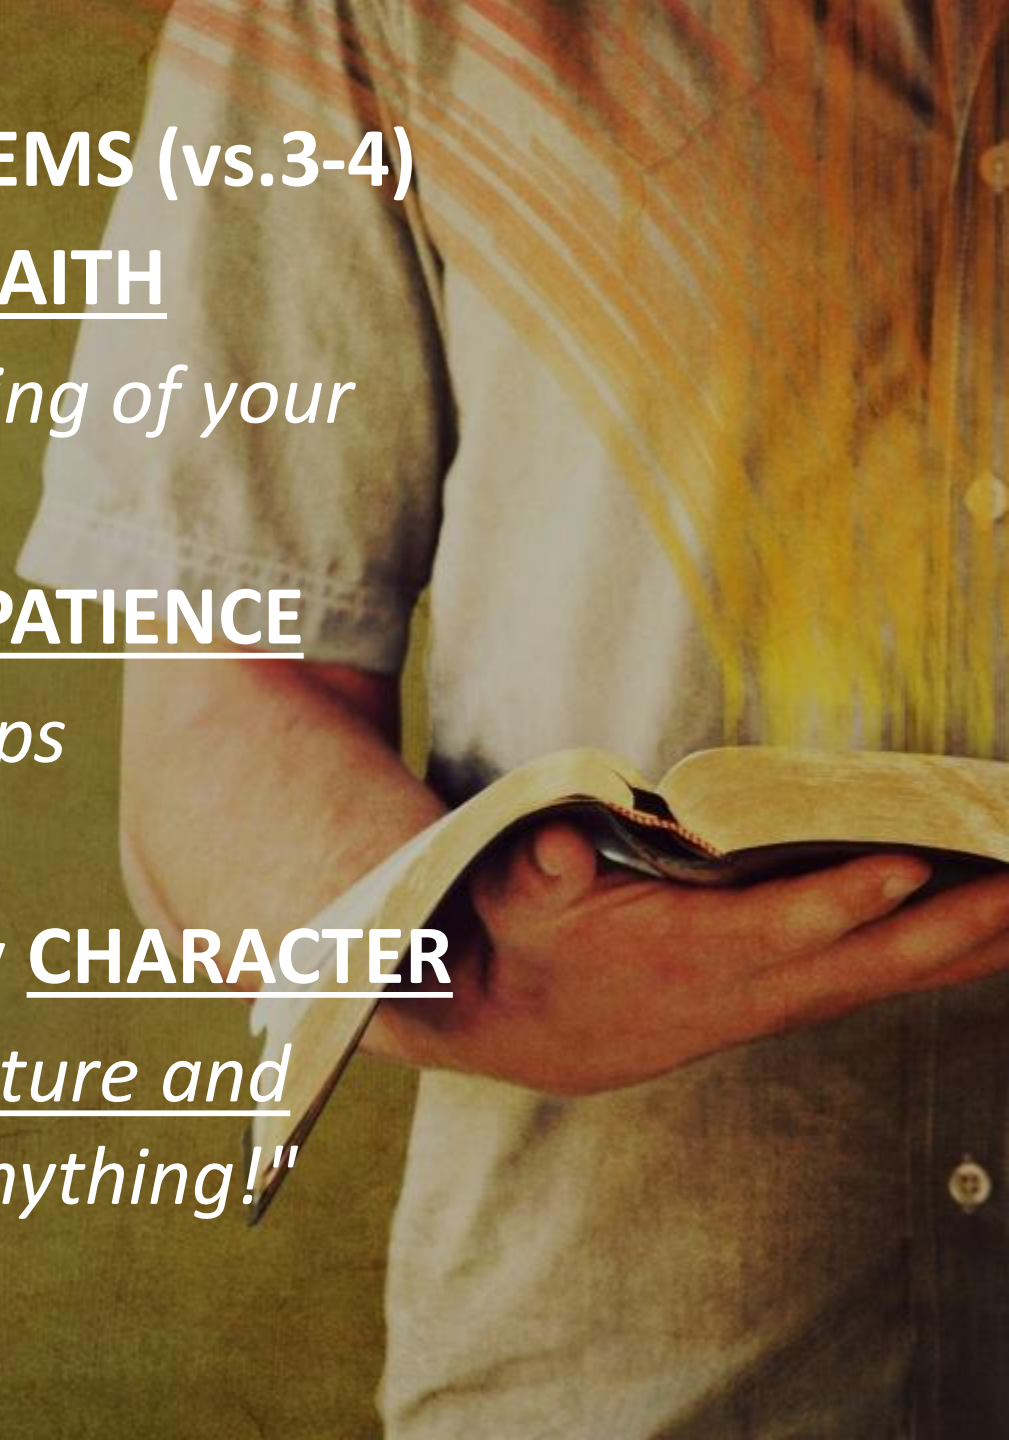 EMS (vs.3-4)
AITH
ing of your
PATIENCE
ps
y CHARACTER
ture and
nything!"